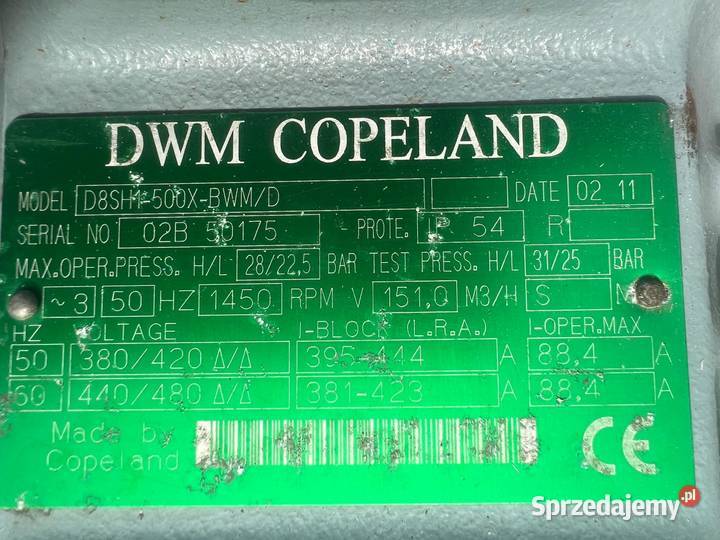 DWM COPELAND
MODEL D8SH1-500X-BWM/D DATE 02 11
SERIAL NO. 02B 50175 PROTE. IP 54 R
MAX.OPER.PRESS. H/L 28/22,5 BAR TEST PRESS. H/L 31/25 BAR
~3 50 HZ 1450 RPM V 151,0 M3/H S
HZ VOLTAGE I-BLOCK (L.R.A.) I-OPER.MAX
50 380/420 Δ/Δ 395-444 A 88,4 A
60 440/480 Δ/Δ 381-423 A 88,4 A
Made by
Copeland
CE
Sprzedajemy.pl